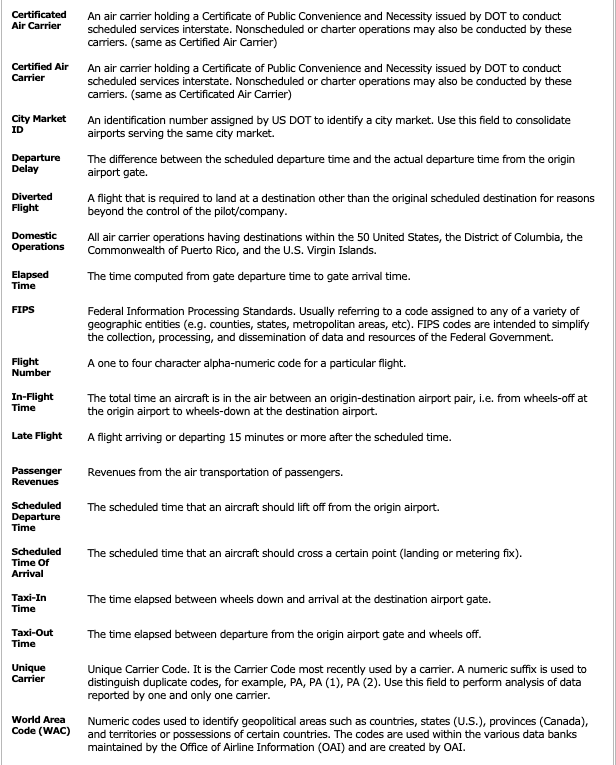 Certificated
Air Carrier
An air carrier holding a Certificate of Public Convenience and Necessity issued by DOT to conduct
scheduled services interstate. Nonscheduled or charter operations may also be conducted by these
carriers. (same as Certified Air Carrier)
Certified Air
Carrier
An air carrier holding a Certificate of Public Convenience and Necessity issued by DOT to conduct
scheduled services interstate. Nonscheduled or charter operations may also be conducted by these
carriers. (same as Certificated Air Carrier)
City Market
ID
An identification number assigned by US DOT to identify a city market. Use this field to consolidate
airports serving the same city market.
Departure
Delay
The difference between the scheduled departure time and the actual departure time from the origin
airport gate.
Diverted
Flight
A flight that is required to land at a destination other than the original scheduled destination for reasons
beyond the control of the pilot/company.
Domestic
Operations
All air carrier operations having destinations within the 50 United States, the District of Columbia, the
Commonwealth of Puerto Rico, and the U.S. Virgin Islands.
Elapsed
Time
The time computed from gate departure time to gate arrival time.
FIPS
Federal Information Processing Standards. Usually referring to a code assigned to any of a variety of
geographic entities (e.g. counties, states, metropolitan areas, etc). FIPS codes are intended to simplify
the collection, processing, and dissemination of data and resources of the Federal Government.
Flight
Number
A one to four character alpha-numeric code for a particular flight.
In-Flight
Time
The total time an aircraft is in the air between an origin-destination airport pair, i.e. from wheels-off at
the origin airport to wheels-down at the destination airport.
Late Flight
A flight arriving or departing 15 minutes or more after the scheduled time.
Passenger
Revenues
Revenues from the air transportation of passengers.
Scheduled
Departure
Time
The scheduled time that an aircraft should lift off from the origin airport.
Scheduled
Time Of
Arrival
The scheduled time that an aircraft should cross a certain point (landing or metering fix).
Taxi-In
Time
The time elapsed between wheels down and arrival at the destination airport gate.
Taxi-Out
Time
The time elapsed between departure from the origin airport gate and wheels off.
Unique
Carrier
Unique Carrier Code. It is the Carrier Code most recently used by a carrier. A numeric suffix is used to
distinguish duplicate codes, for example, PA, PA (1), PA (2). Use this field to perform analysis of data
reported by one and only one carrier.
World Area
Code (WAC)
Numeric codes used to identify geopolitical areas such as countries, states (U.S.), provinces (Canada),
and territories or possessions of certain countries. The codes are used within the various data banks
maintained by the Office of Airline Information (OAI) and are created by OAI.